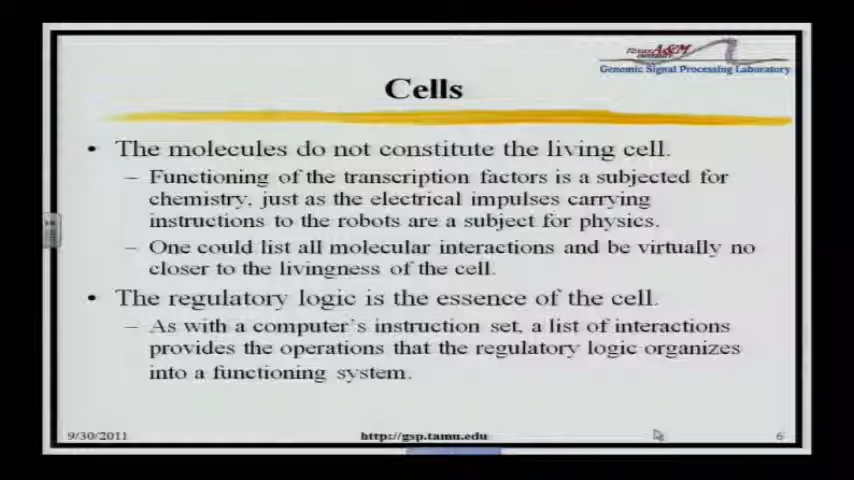 TEXAS A&M
UNIVERSITY
Genomic Signal Processing Laboratory
Cells
• The molecules do not constitute the living cell.
– Functioning of the transcription factors is a subjected for
chemistry, just as the electrical impulses carrying
instructions to the robots are a subject for physics.
– One could list all molecular interactions and be virtually no
closer to the livingness of the cell.
• The regulatory logic is the essence of the cell.
– As with a computer's instruction set, a list of interactions
provides the operations that the regulatory logic organizes
into a functioning system.
9/30/2011 http://gsp.tamu.edu 6